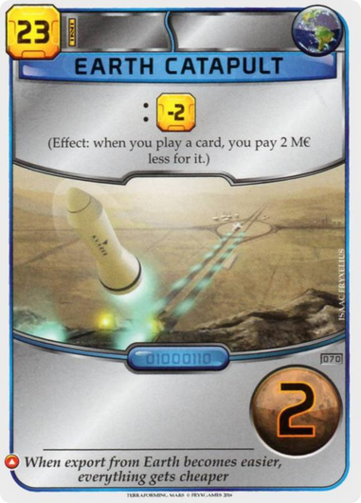 23
EARTH CATAPULT
: -2
(Effect: when you play a card, you pay 2 M€
less for it.)
ISAAC FRYXELIUS
01000110
070
2
When export from Earth becomes easier,
everything gets cheaper
TERRAFORMING MARS © FRYXGAMES 2016